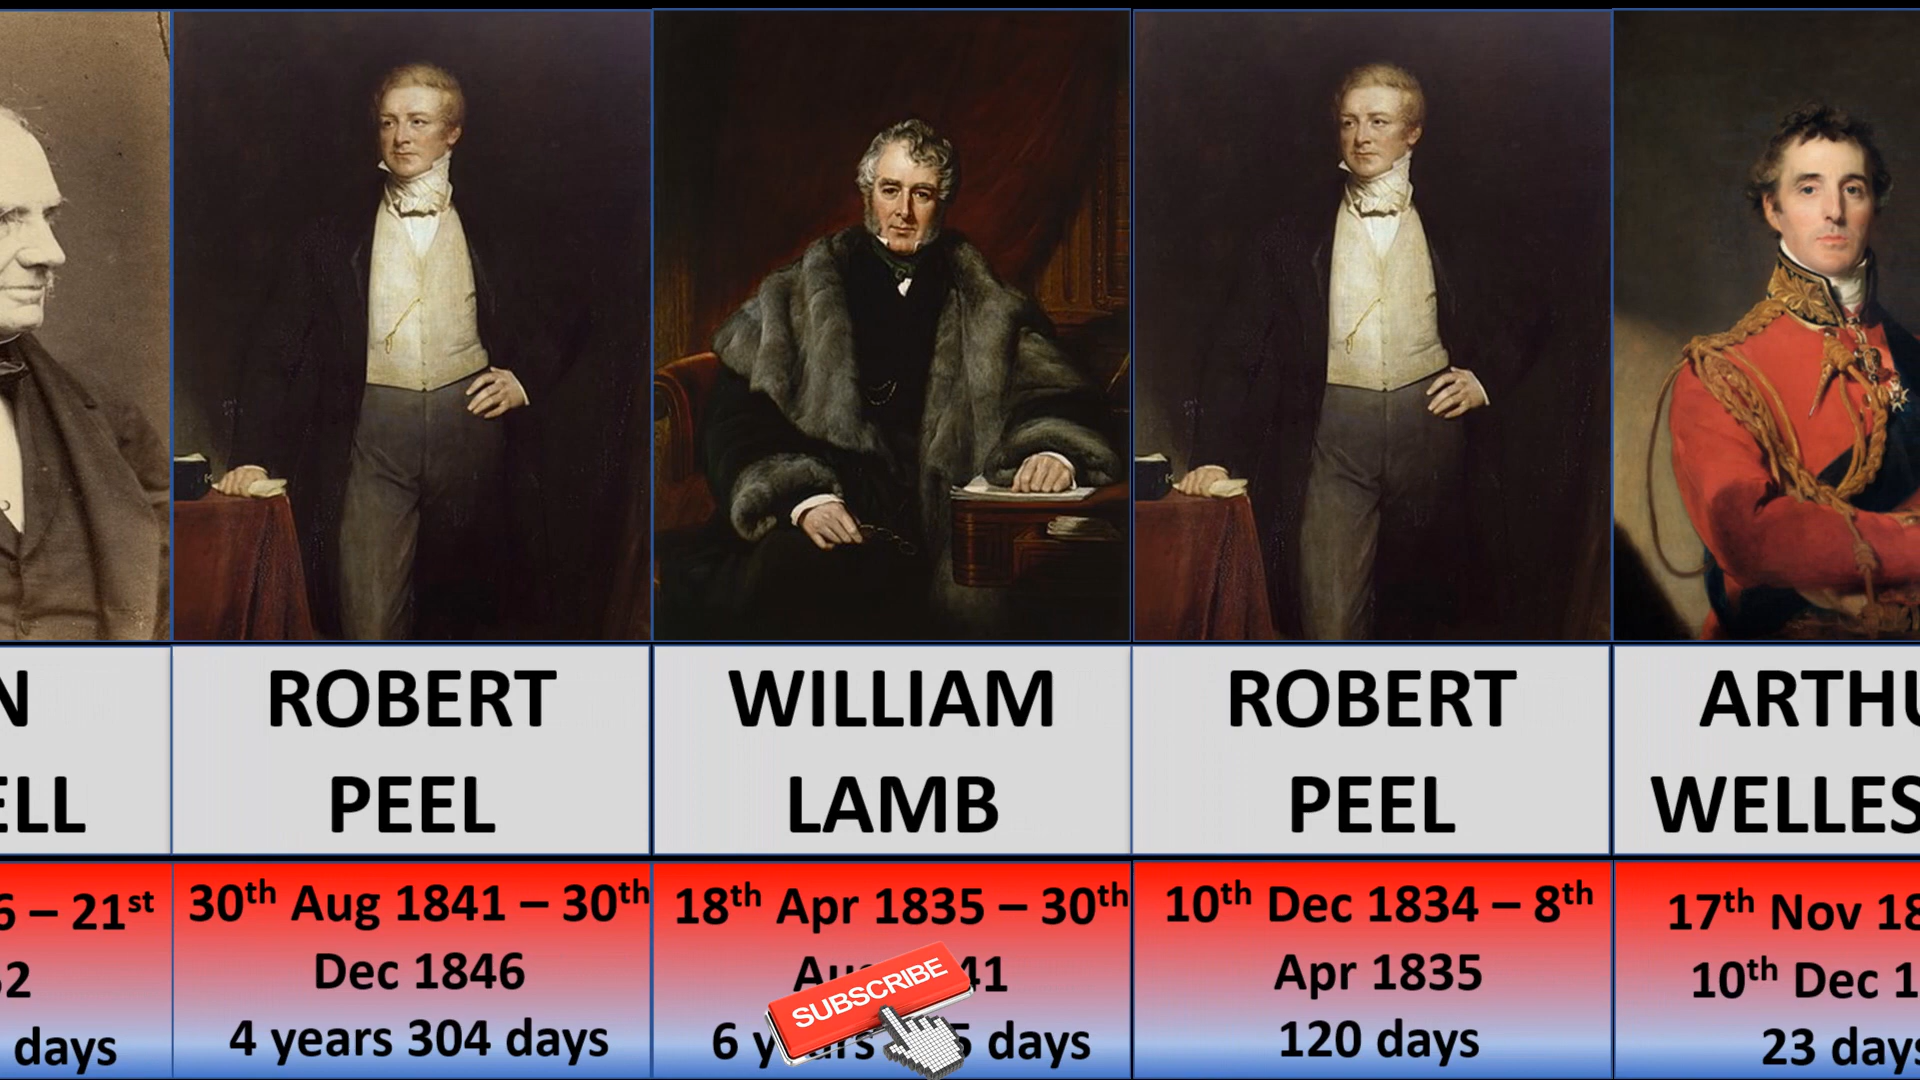 N
ELL
6 – 21st
2
days
ROBERT
PEEL
30th Aug 1841 – 30th
Dec 1846
4 years 304 days
WILLIAM
LAMB
18th Apr 1835 – 30th
41
6 days
SUBSCRIBE
ROBERT
PEEL
10th Dec 1834 – 8th
Apr 1835
120 days
ARTHU
WELLES
17th Nov 18
10th Dec 1
23 days